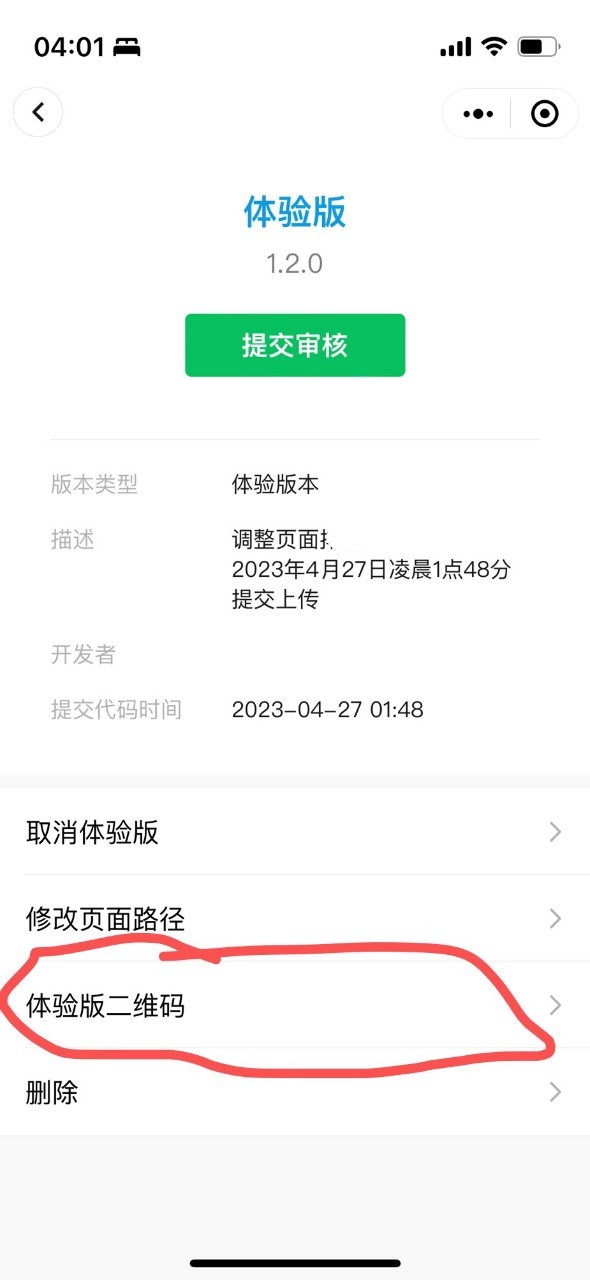 04:01
体验版
1.2.0
提交审核
版本类型 体验版本
描述 调整页面
2023年4月27日凌晨1点48分
提交上传
开发者
提交代码时间 2023-04-27 01:48
取消体验版
修改页面路径
体验版二维码
删除